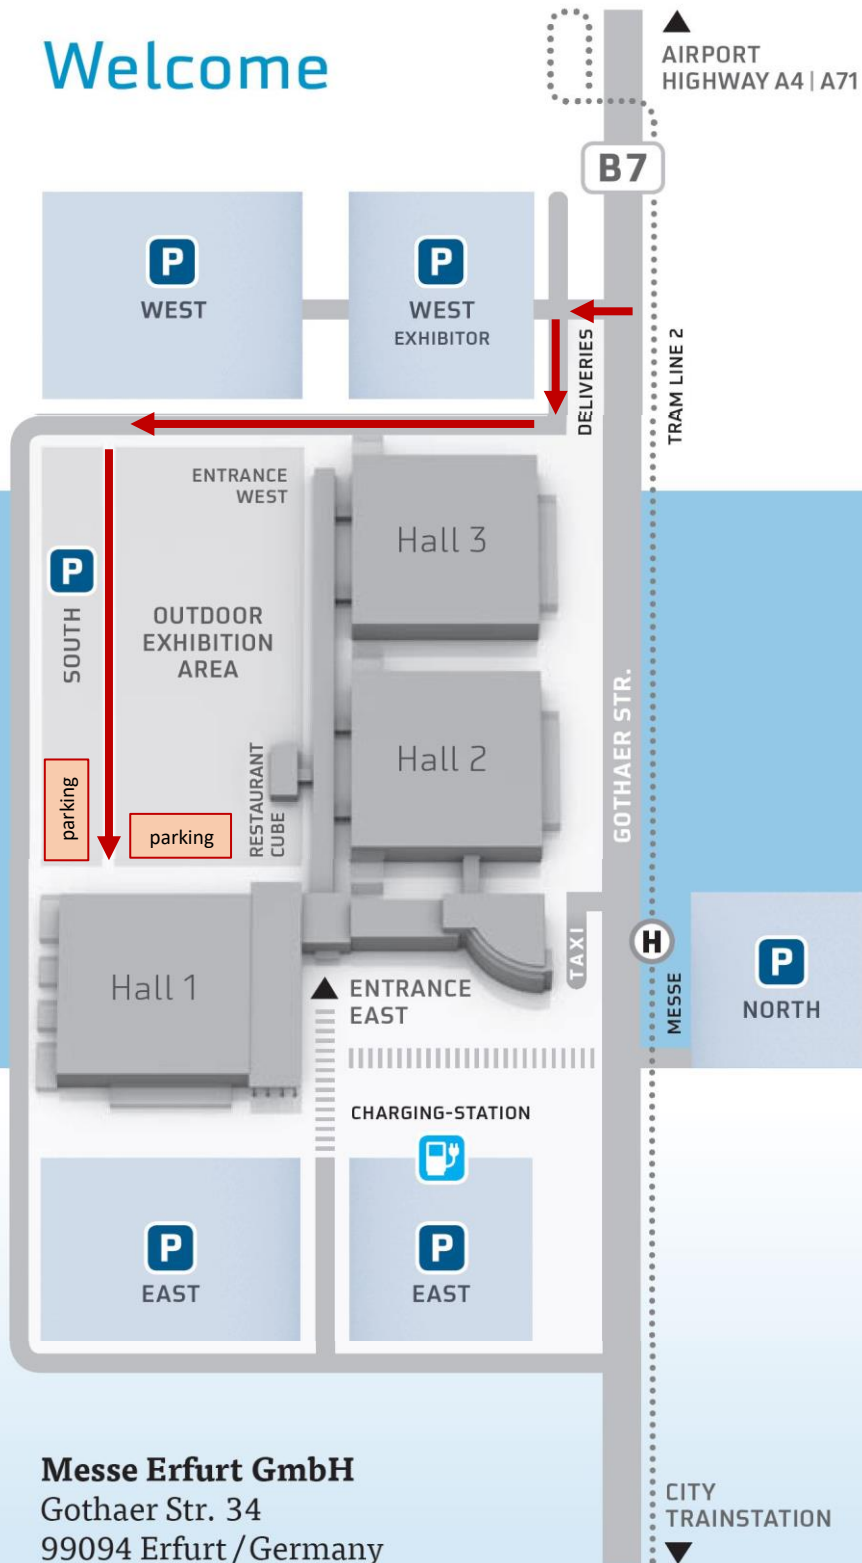 Welcome
AIRPORT
HIGHWAY A4 | A71
B7
P
WEST
P
WEST
EXHIBITOR
DELIVERIES
TRAM LINE 2
ENTRANCE
WEST
Hall 3
P
SOUTH
OUTDOOR
EXHIBITION
AREA
GOTHAER STR.
Hall 2
RESTAURANT
CUBE
parking
parking
TAXI
H
MESSE
P
NORTH
Hall 1
ENTRANCE
EAST
CHARGING-STATION
P
EAST
P
EAST
Messe Erfurt GmbH
Gothaer Str. 34
99094 Erfurt / Germany
CITY
TRAINSTATION